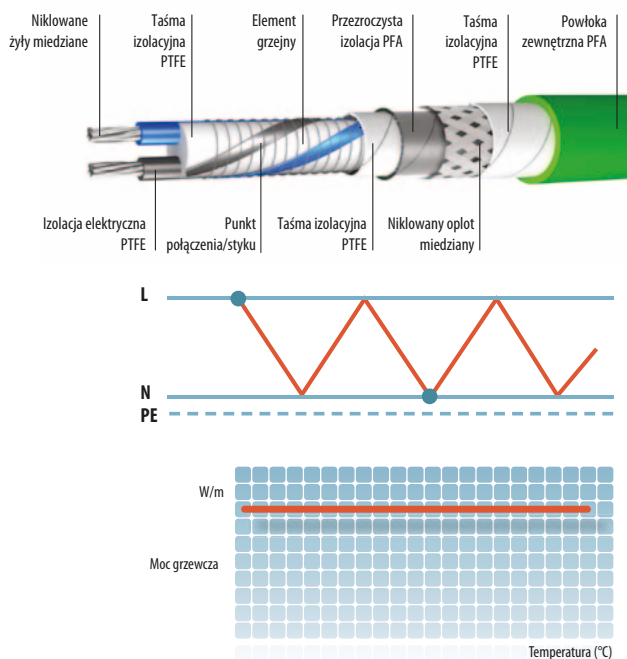 Niklowane
żyły miedziane
Taśma
izolacyjna
PTFE
Element
grzejny
Przezroczysta
izolacja PFA
Taśma
izolacyjna
PTFE
Powłoka
zewnętrzna PFA
Izolacja elektryczna
PTFE
Punkt
połączenia/styku
Taśma izolacyjna
PTFE
Niklowany oplot
miedziany
L
N
PE
W/m
Moc grzewcza
Temperatura (°C)